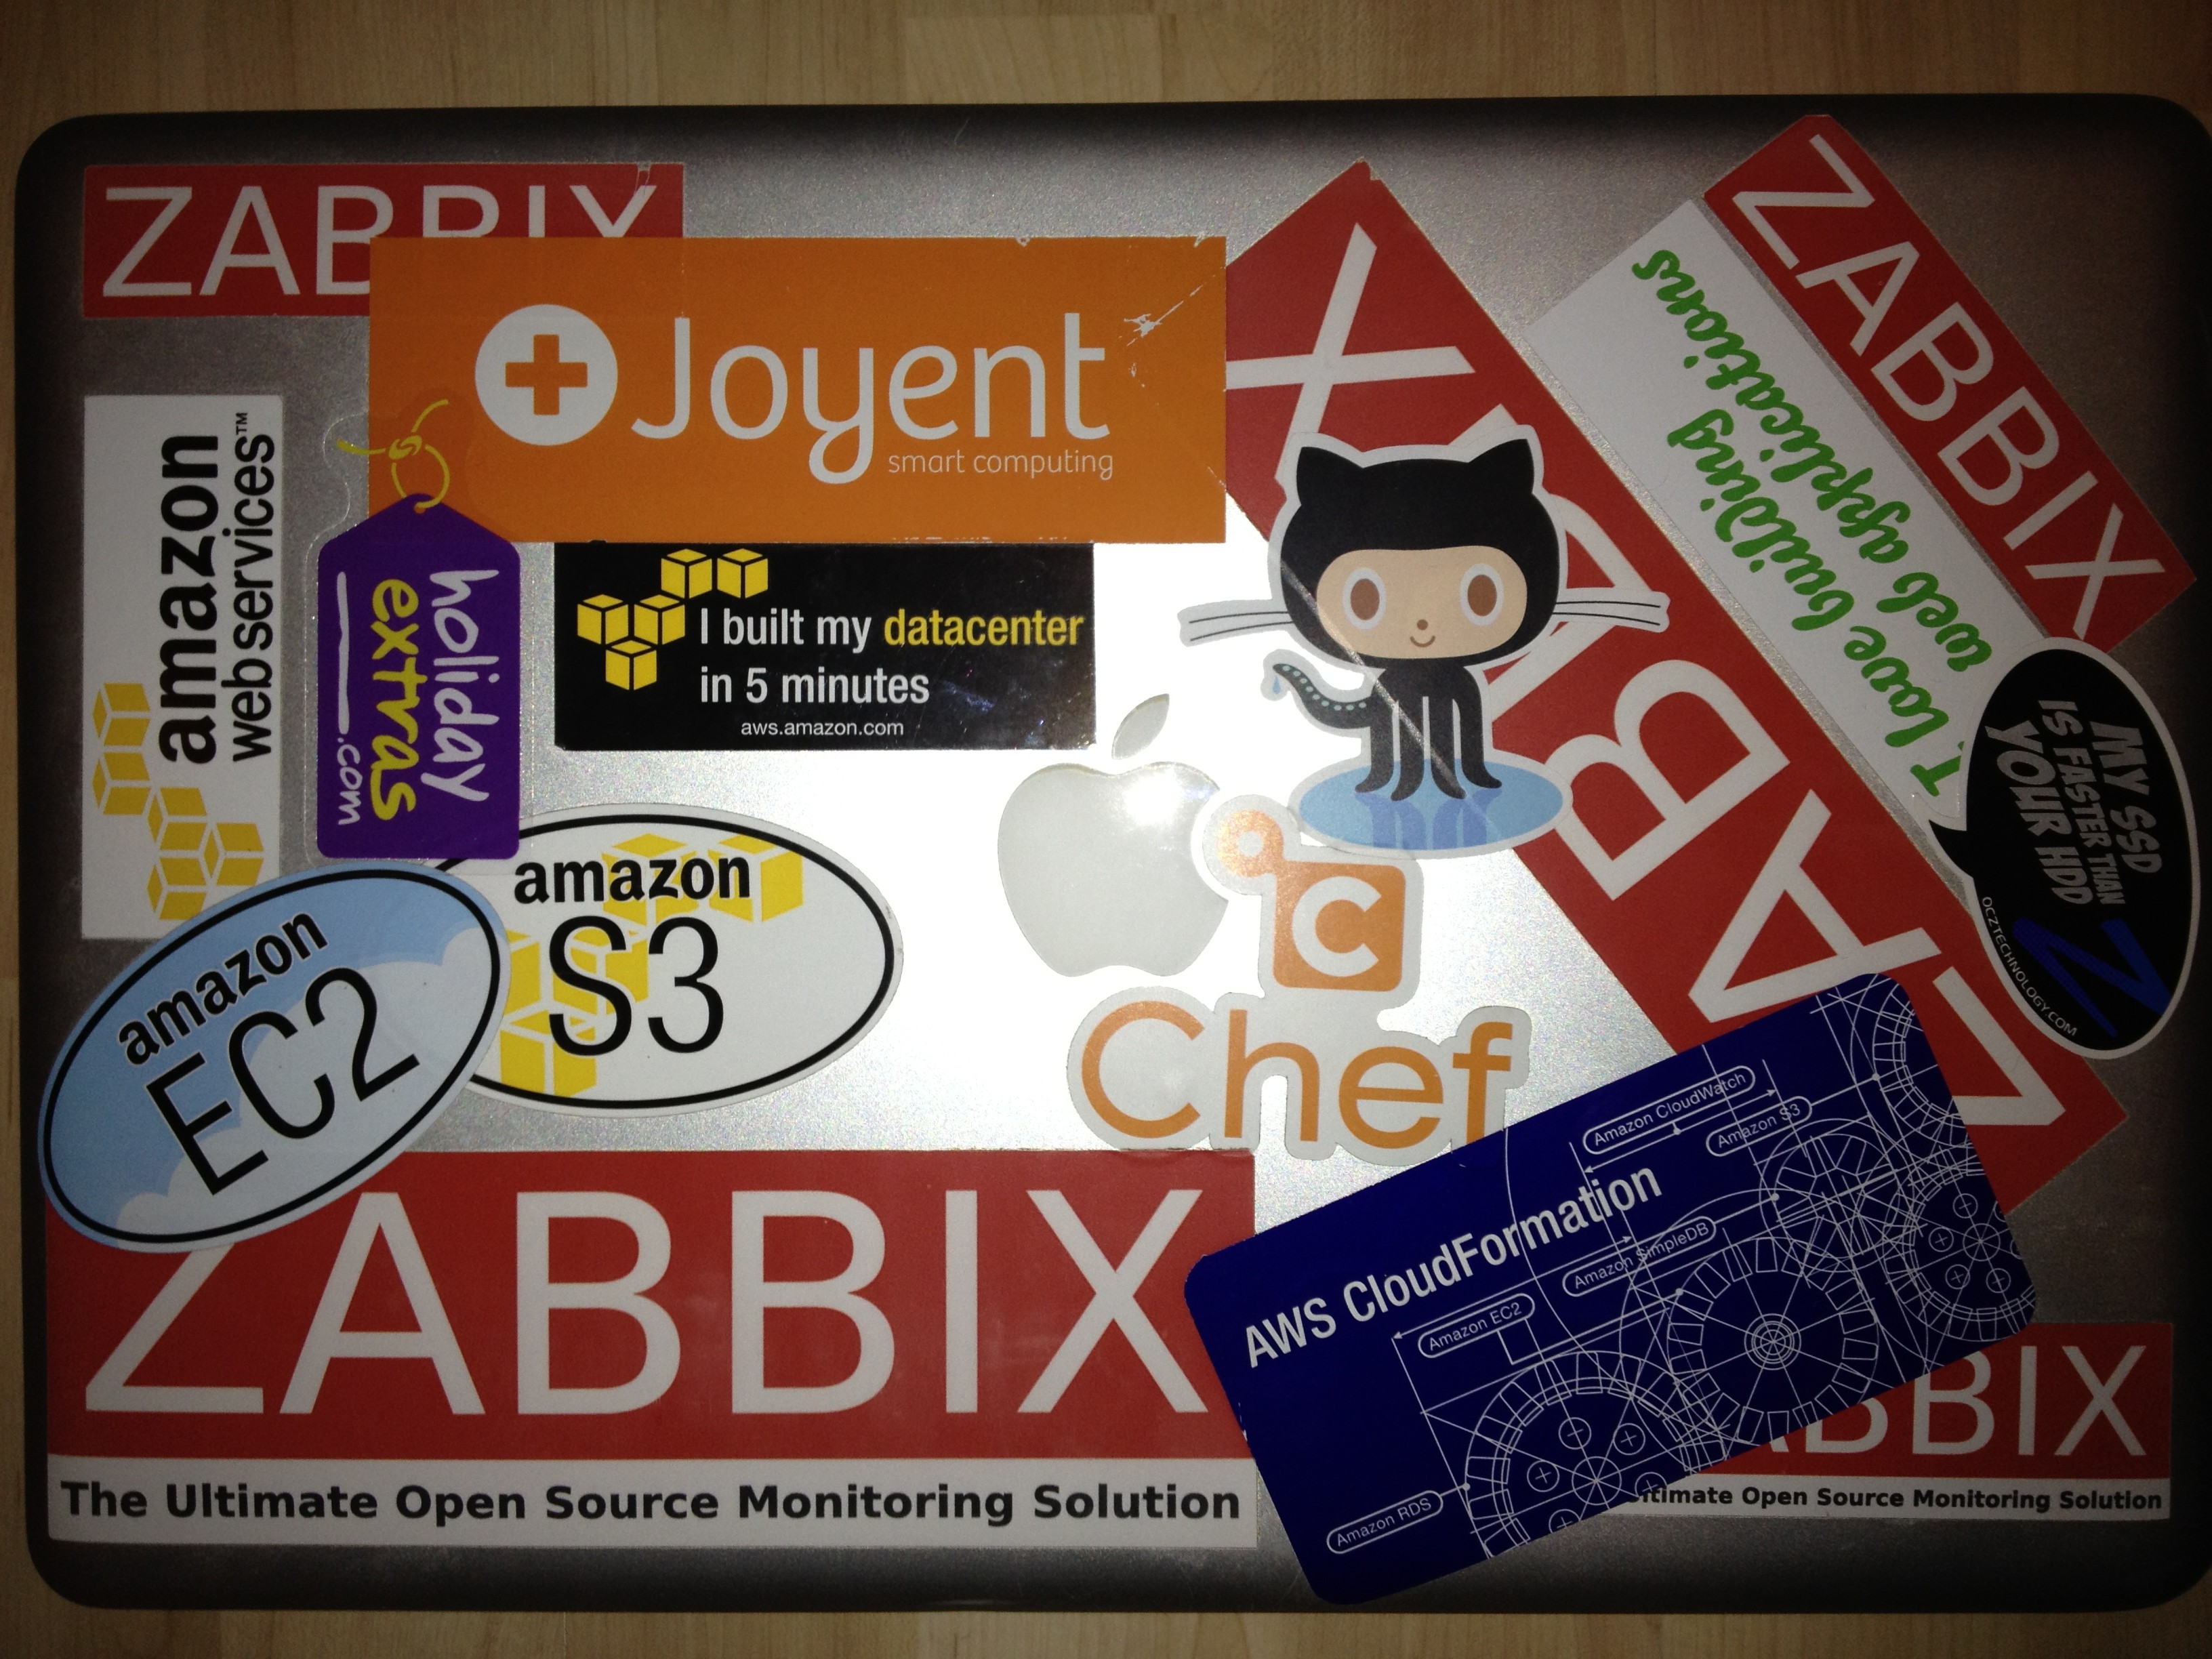 ZABBIX
Joyent
smart computing
amazon
web services™
holiday
extras
.com
I built my datacenter
in 5 minutes
aws.amazon.com
amazon
S3
amazon
EC2
ZABBIX
The Ultimate Open Source Monitoring Solution
ZABBIX
ZABBIX
I love building
web applications
MY SSD
IS FASTER THAN
YOUR HDD
Z
OCZTECHNOLOGY.COM
C
Chef
AWS CloudFormation
Amazon CloudWatch
Amazon S3
Amazon SimpleDB
Amazon EC2
Amazon RDS
ABBIX
Ultimate Open Source Monitoring Solution